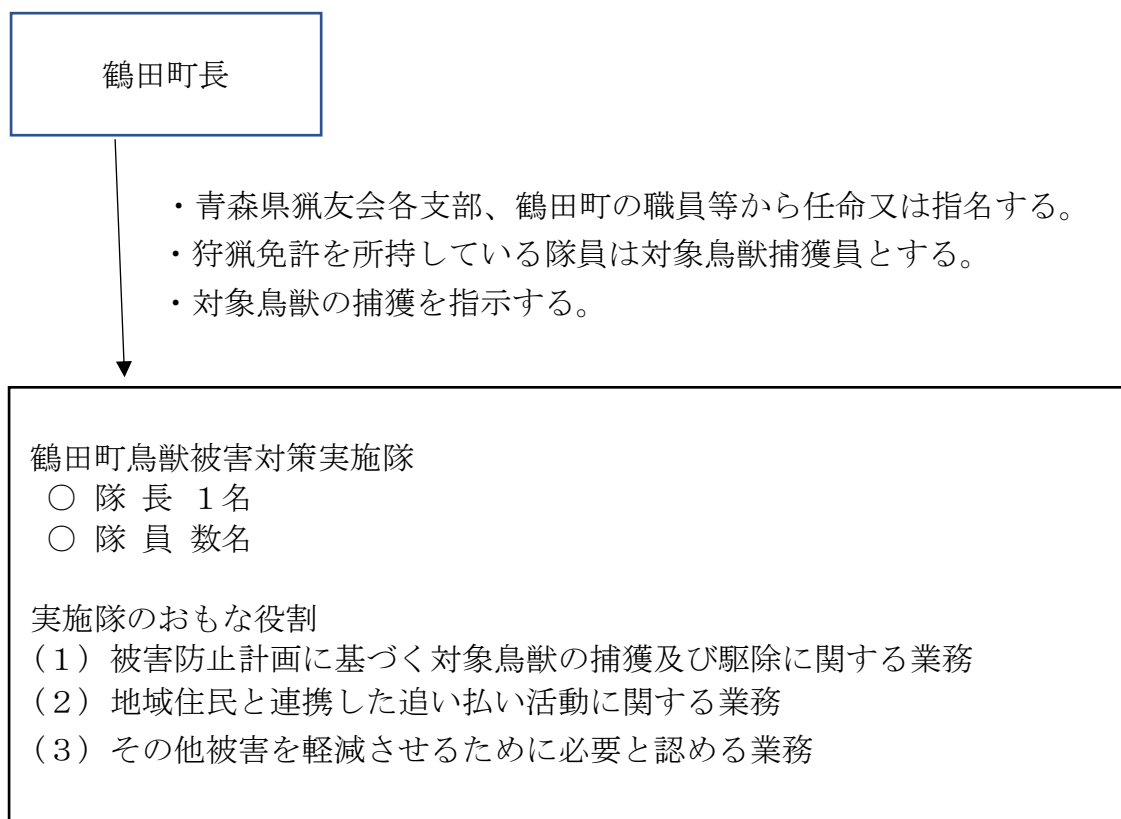 鶴田町長
・青森県猟友会各支部、鶴田町の職員等から任命又は指名する。
・狩猟免許を所持している隊員は対象鳥獣捕獲員とする。
・対象鳥獣の捕獲を指示する。
鶴田町鳥獣被害対策実施隊
○ 隊 長 １名
○ 隊 員 数名
実施隊のおもな役割
（１）被害防止計画に基づく対象鳥獣の捕獲及び駆除に関する業務
（２）地域住民と連携した追い払い活動に関する業務
（３）その他被害を軽減させるために必要と認める業務